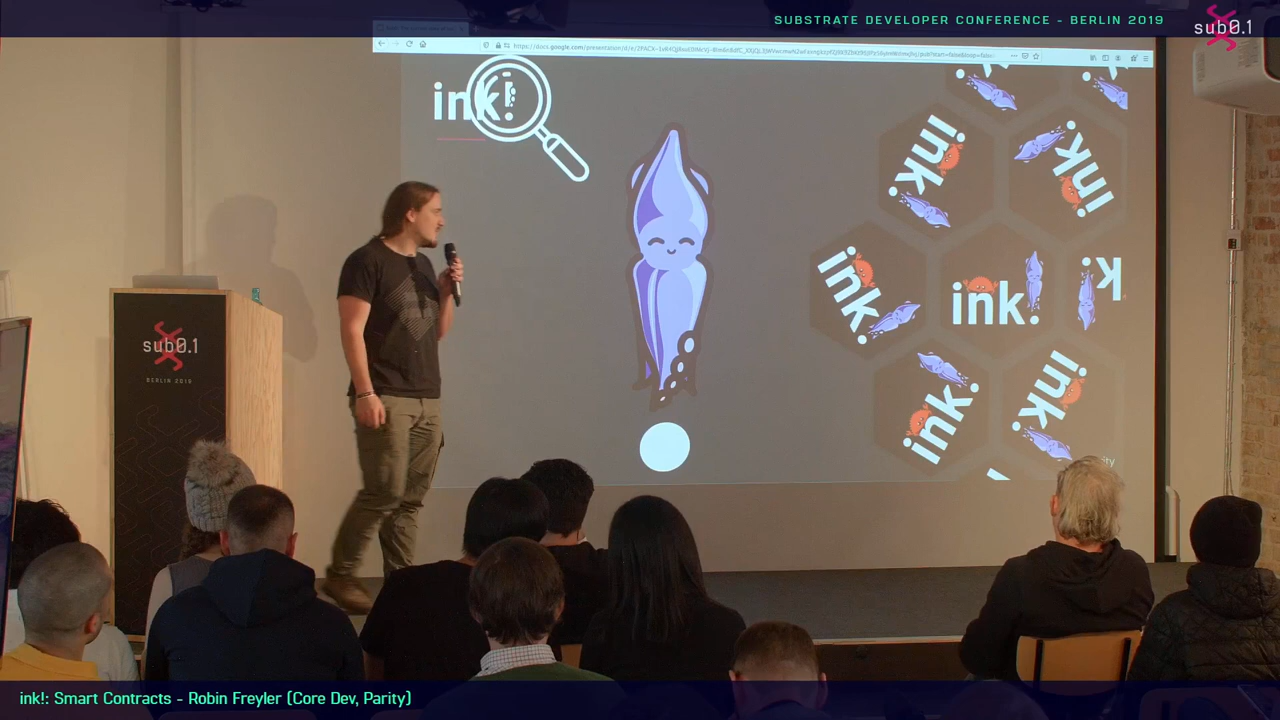 SUBSTRATE DEVELOPER CONFERENCE - BERLIN 2019
sub0.1
ink!
ink!
ink!
ink!
ink!
ink!
ink!
sub0.1
BERLIN 2019
ink!: Smart Contracts - Robin Freyler (Core Dev, Parity)